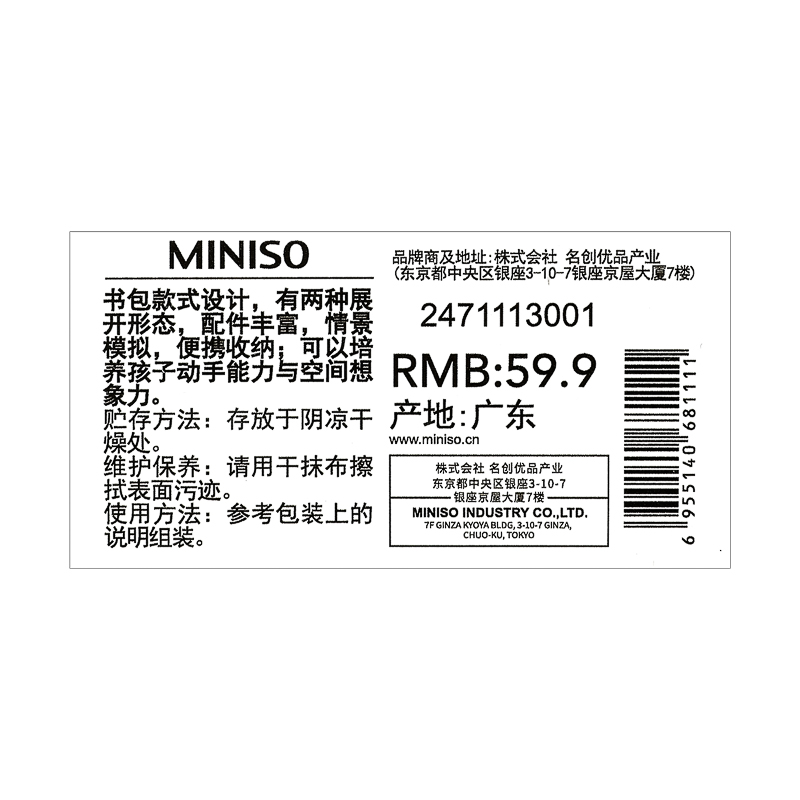 MINISO
书包款式设计，有两种展
开形态，配件丰富，情景
模拟，便携收纳；可以培
养孩子动手能力与空间想
象力。
贮存方法：存放于阴凉干
燥处。
维护保养：请用干抹布擦
拭表面污迹。
使用方法：参考包装上的
说明组装。
品牌商及地址:株式会社 名创优品产业
(东京都中央区银座3-10-7银座京屋大厦7楼)
2471113001
RMB:59.9
产地:广东
www.miniso.cn
株式会社 名创优品产业
东京都中央区银座3-10-7
银座京屋大厦7楼
MINISO INDUSTRY CO.,LTD.
7F GINZA KYOYA BLDG, 3-10-7 GINZA,
CHUO-KU, TOKYO
6 955140 681111